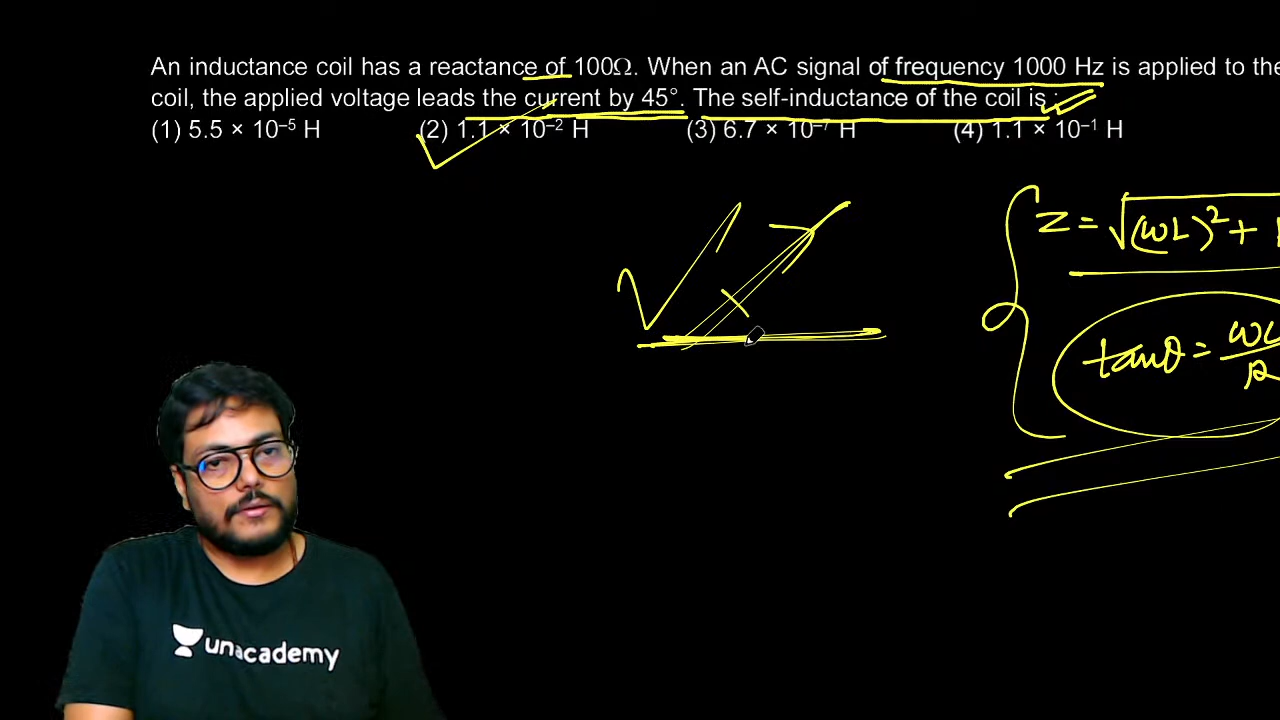 An inductance coil has a reactance of 100Ω. When an AC signal of frequency 1000 Hz is applied to the
coil, the applied voltage leads the current by 45°. The self-inductance of the coil is :
(1) 5.5 × 10⁻⁵ H (2) 1.1 × 10⁻² H (3) 6.7 × 10⁻⁷ H (4) 1.1 × 10⁻¹ H
Z = √(ωL)² +
tanθ = ωL/R
unacademy